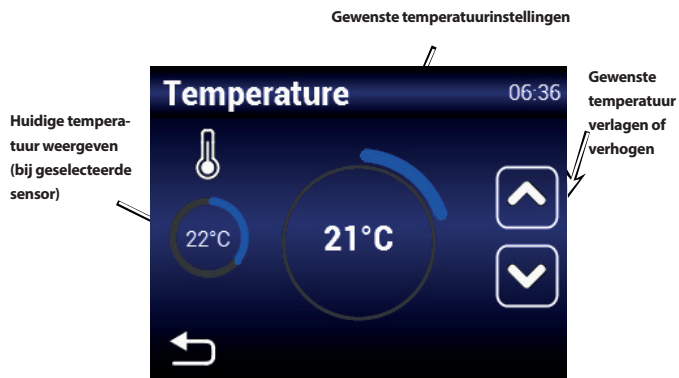 Gewenste temperatuurinstellingen
Temperature
06:36
Gewenste
temperatuur
verlagen of
verhogen
Huidige tempera-
tuur weergeven
(bij geselecteerde
sensor)
22°C
21°C